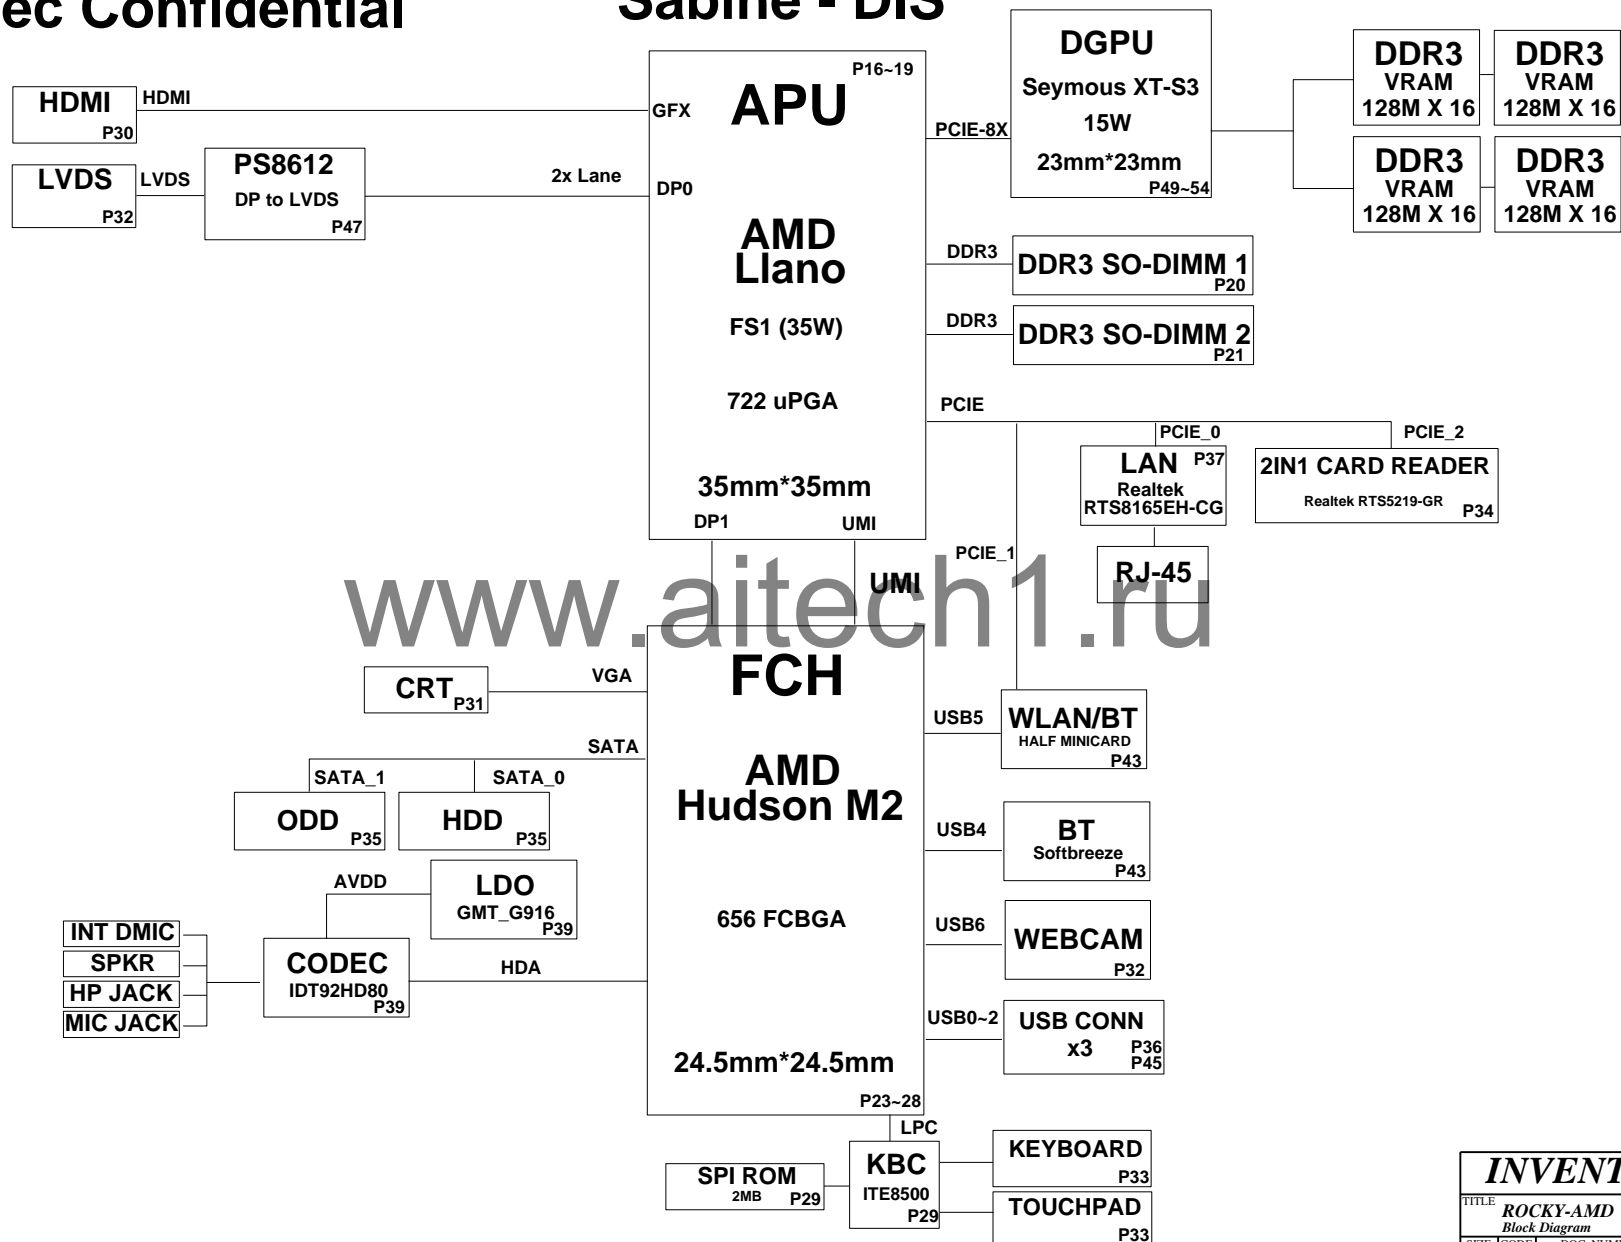 ec Confidential
Sabine - DIS
HDMI
P30
HDMI
LVDS
P32
LVDS
PS8612
DP to LVDS
P47
2x Lane
P16~19
APU
GFX
DP0
AMD
Llano
FS1 (35W)
722 uPGA
35mm*35mm
DP1
UMI
PCIE-8X
DGPU
Seymous XT-S3
15W
23mm*23mm
P49~54
DDR3
VRAM
128M X 16
DDR3
VRAM
128M X 16
DDR3
VRAM
128M X 16
DDR3
VRAM
128M X 16
DDR3
DDR3 SO-DIMM 1
P20
DDR3
DDR3 SO-DIMM 2
P21
PCIE
PCIE_0
PCIE_2
LAN
P37
Realtek
RTS8165EH-CG
2IN1 CARD READER
Realtek RTS5219-GR
P34
PCIE_1
RJ-45
UMI
www.aitech1.ru
FCH
AMD
Hudson M2
656 FCBGA
24.5mm*24.5mm
P23~28
CRT
P31
VGA
SATA
SATA_1
SATA_0
ODD
P35
HDD
P35
AVDD
LDO
GMT_G916
P39
INT DMIC
SPKR
HP JACK
MIC JACK
CODEC
IDT92HD80
P39
HDA
USB5
WLAN/BT
HALF MINICARD
P43
USB4
BT
Softbreeze
P43
USB6
WEBCAM
P32
USB0~2
USB CONN
x3
P36
P45
LPC
SPI ROM
2MB
P29
KBC
ITE8500
P29
KEYBOARD
P33
TOUCHPAD
P33
INVENT
TITLE
ROCKY-AMD
Block Diagram